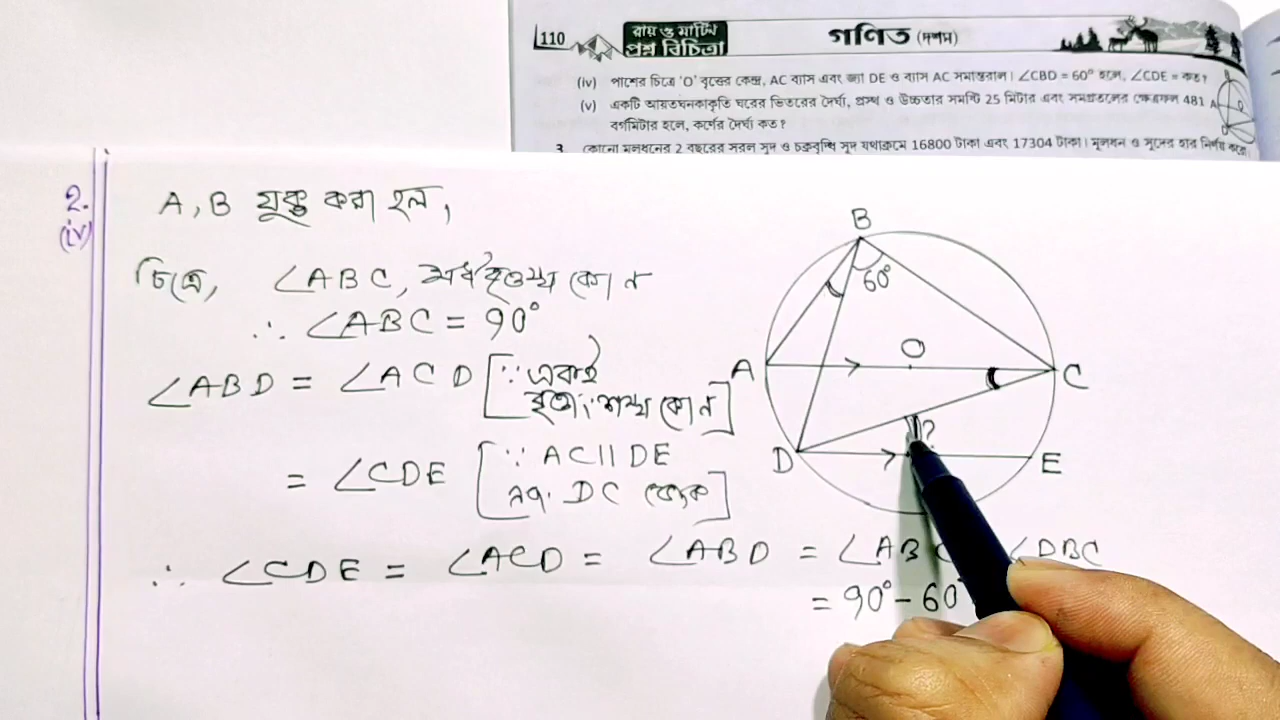 110 রায় ও মার্টিন প্রশ্ন বিচিত্রা গণিত (দশম)
(iv) পাশের চিত্রে 'O' বৃত্তের কেন্দ্র, AC ব্যাস এবং জ্যা DE ও ব্যাস AC সমান্তরাল। ∠CBD = 60° হলে, ∠CDE = কত?
(v) একটি আয়তঘনকাকৃতি ঘরের ভিতরের দৈর্ঘ্য, প্রস্থ ও উচ্চতার সমষ্টি 25 মিটার এবং সমগ্রতলের ক্ষেত্রফল 481
বর্গমিটার হলে, কর্ণের দৈর্ঘ্য কত?
3. কোনো মূলধনের 2 বছরের সরল সুদ ও চক্রবৃদ্ধি সুদ যথাক্রমে 16800 টাকা এবং 17304 টাকা। মূলধন ও সুদের হার নির্ণয় করো।
2. (iv) A, B যুক্ত করা হল,
চিত্রে, ∠ABC, অর্ধবৃত্তস্থ কোন
∴ ∠ABC = 90°
∠ABD = ∠ACD [∵ একই
বৃত্তাংশস্থ কোন]
= ∠CDE [∵ AC || DE
এবং DC ছেদক]
∴ ∠CDE = ∠ACD = ∠ABD = ∠ABC ∠DBC
= 90° – 60°
B
60°
A
O
C
?
D
E